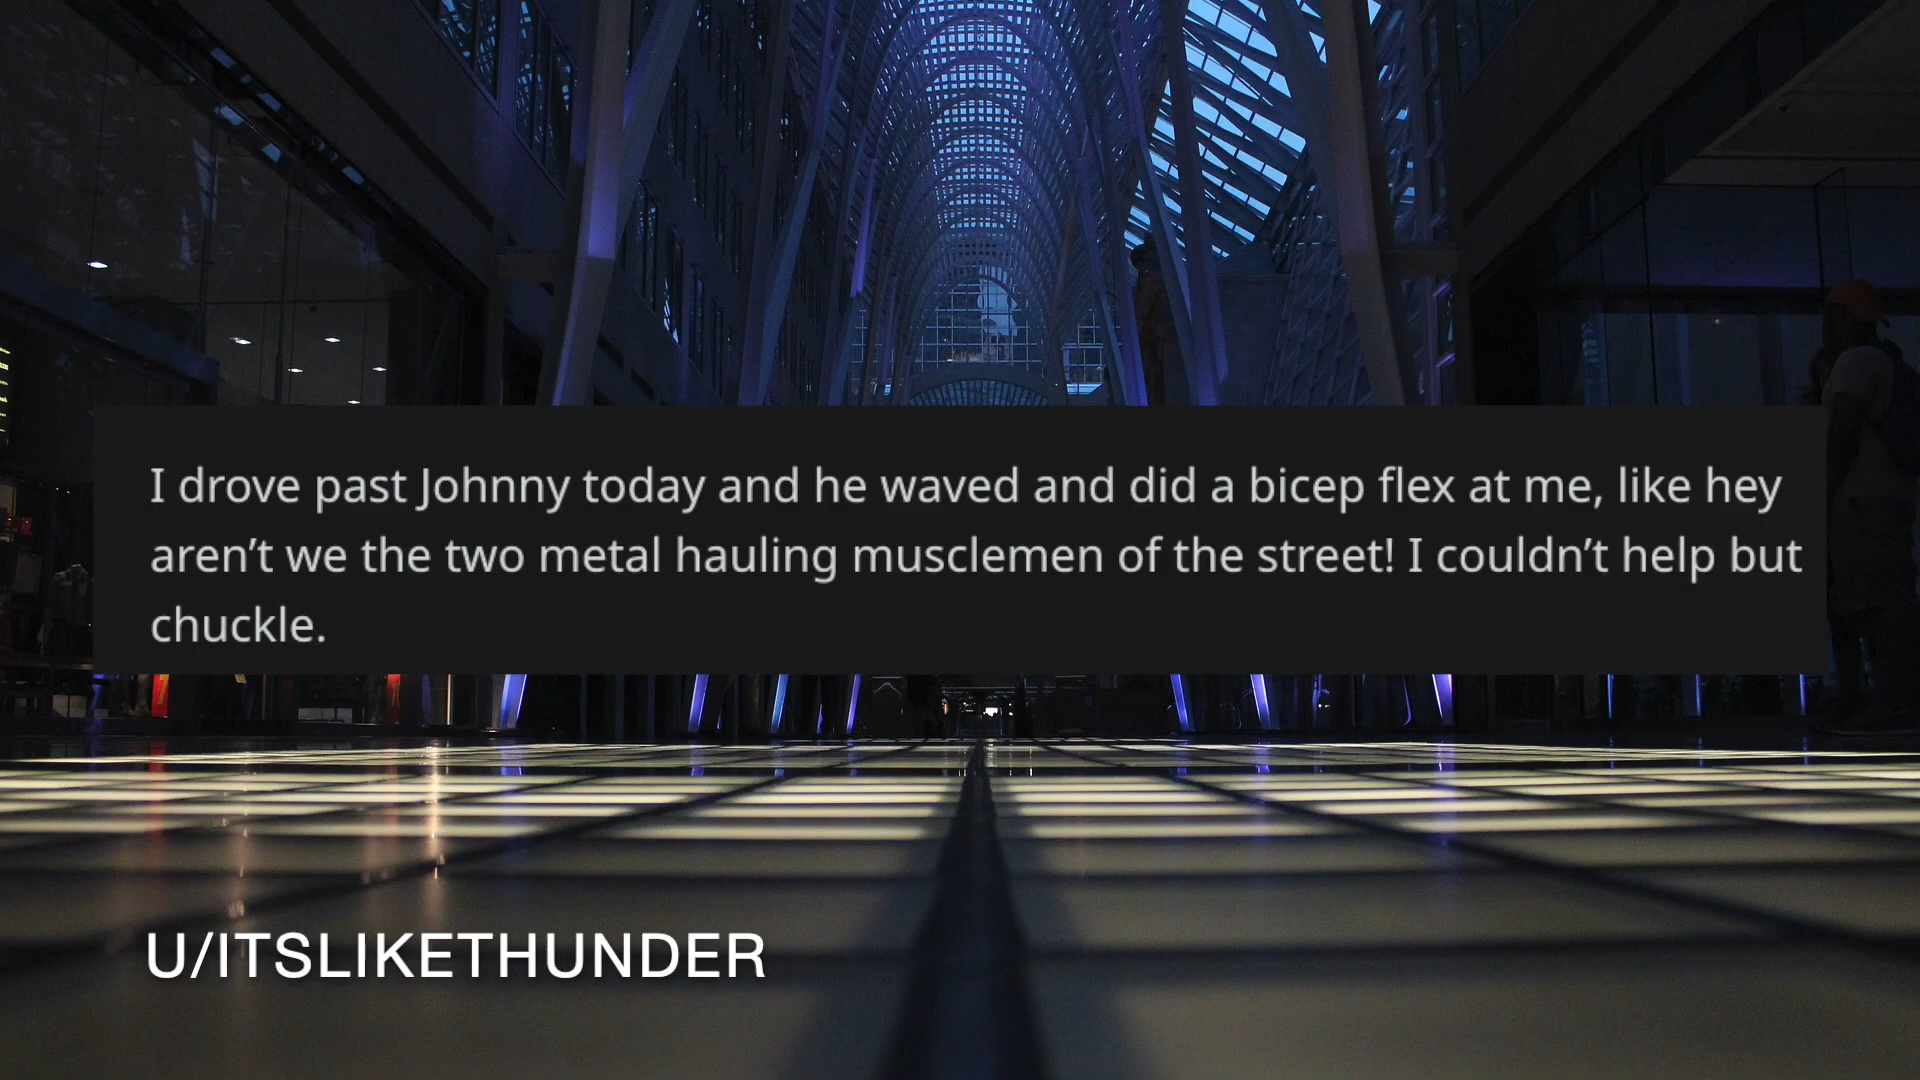 I drove past Johnny today and he waved and did a bicep flex at me, like hey
aren’t we the two metal hauling musclemen of the street! I couldn’t help but
chuckle.
U/ITSLIKETHUNDER